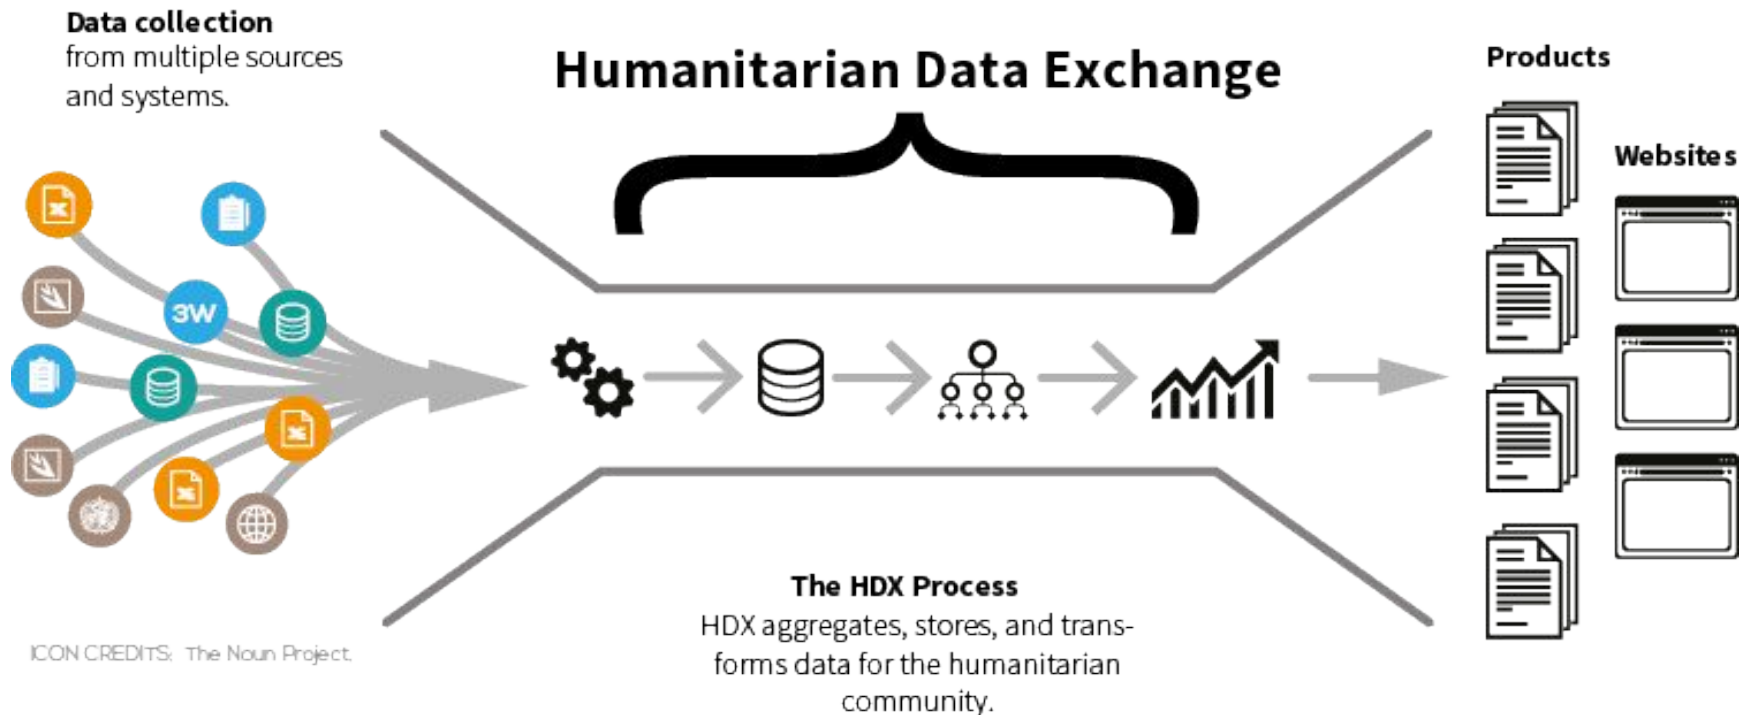 Data collection
from multiple sources
and systems.
Humanitarian Data Exchange
Products
Websites
3W
The HDX Process
HDX aggregates, stores, and trans-
forms data for the humanitarian
community.
ICON CREDITS: The Noun Project.